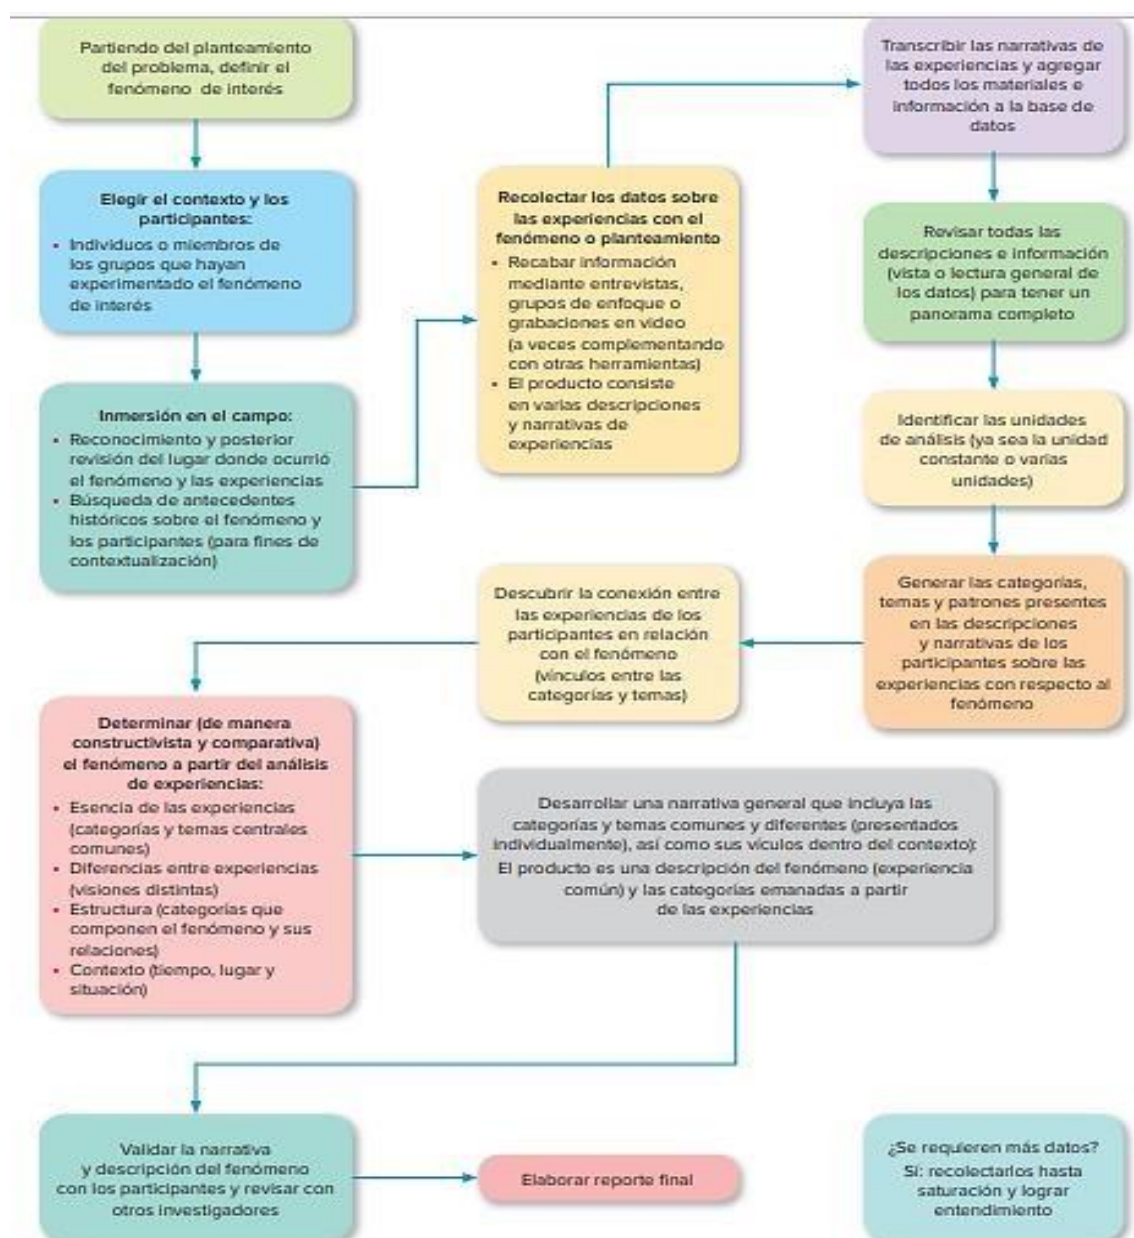 Partiendo del planteamiento
del problema, definir el
fenómeno de interés
Elegir el contexto y los
participantes:
• Individuos o miembros de
los grupos que hayan
experimentado el fenómeno
de interés
Inmersión en el campo:
• Reconocimiento y posterior
revisión del lugar donde ocurrió
el fenómeno y las experiencias
• Búsqueda de antecedentes
históricos sobre el fenómeno y
los participantes (para fines de
contextualización)
Recolectar los datos sobre
las experiencias con el
fenómeno o planteamiento
• Recabar información
mediante entrevistas,
grupos de enfoque o
grabaciones en video
(a veces complementando
con otras herramientas)
• El producto consiste
en varias descripciones
y narrativas de
experiencias
Transcribir las narrativas de
las experiencias y agregar
todos los materiales e
información a la base de
datos
Revisar todas las
descripciones e información
(vista o lectura general de
los datos) para tener un
panorama completo
Identificar las unidades
de análisis (ya sea la unidad
constante o varias
unidades)
Generar las categorías,
temas y patrones presentes
en las descripciones
y narrativas de los
participantes sobre las
experiencias con respecto al
fenómeno
Descubrir la conexión entre
las experiencias de los
participantes en relación
con el fenómeno
(vínculos entre las
categorías y temas)
Determinar (de manera
constructivista y comparativa)
el fenómeno a partir del análisis
de experiencias:
• Esencia de las experiencias
(categorías y temas centrales
comunes)
• Diferencias entre experiencias
(visiones distintas)
• Estructura (categorías que
componen el fenómeno y sus
relaciones)
• Contexto (tiempo, lugar y
situación)
Desarrollar una narrativa general que incluya las
categorías y temas comunes y diferentes (presentados
individualmente), así como sus vículos dentro del contexto):
El producto es una descripción del fenómeno (experiencia
común) y las categorías emanadas a partir
de las experiencias
Validar la narrativa
y descripción del fenómeno
con los participantes y revisar con
otros investigadores
Elaborar reporte final
¿Se requieren más datos?
Sí: recolectarlos hasta
saturación y lograr
entendimiento